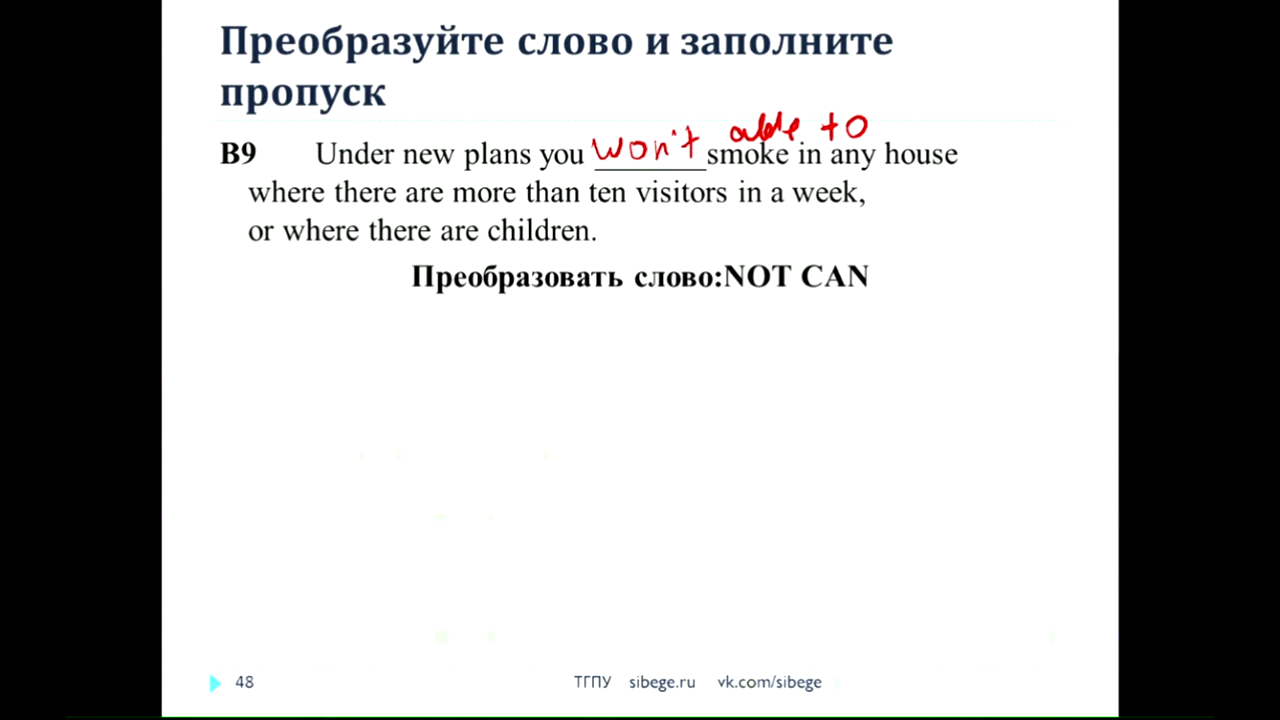 Преобразуйте слово и заполните
пропуск
able to
B9 Under new plans you won't smoke in any house
where there are more than ten visitors in a week,
or where there are children.
Преобразовать слово:NOT CAN
48 ТГПУ sibege.ru vk.com/sibege